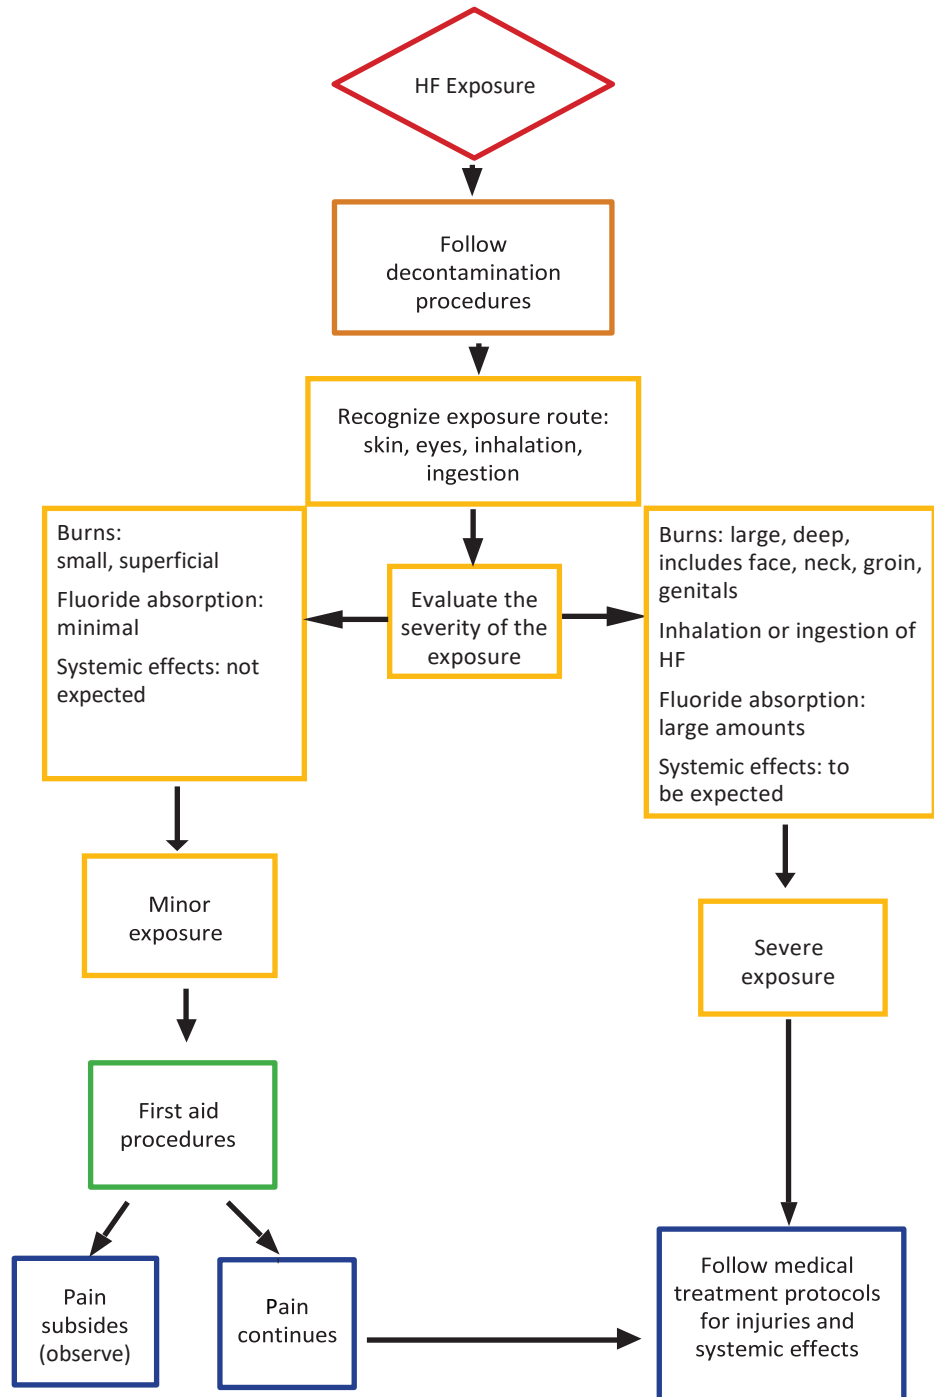 HF Exposure
Follow
decontamination
procedures
Recognize exposure route:
skin, eyes, inhalation,
ingestion
Evaluate the
severity of the
exposure
Burns:
small, superficial
Fluoride absorption:
minimal
Systemic effects: not
expected
Burns: large, deep,
includes face, neck, groin,
genitals
Inhalation or ingestion of
HF
Fluoride absorption:
large amounts
Systemic effects: to
be expected
Minor
exposure
Severe
exposure
First aid
procedures
Pain
subsides
(observe)
Pain
continues
Follow medical
treatment protocols
for injuries and
systemic effects